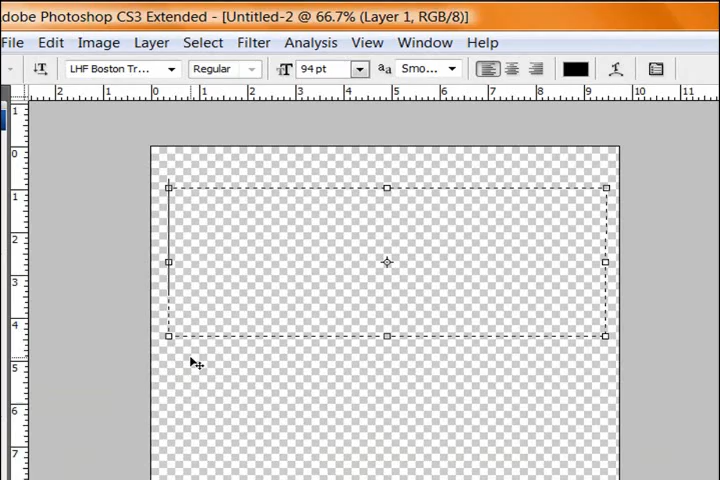 dobe Photoshop CS3 Extended - [Untitled-2 @ 66.7% (Layer 1, RGB/8)]
File Edit Image Layer Select Filter Analysis View Window Help
T LHF Boston Tr... Regular T 94 pt aa Smo... T
2 1 0 1 2 3 4 5 6 7 8 9 10 11
1
0
1
2
3
4
5
6
7